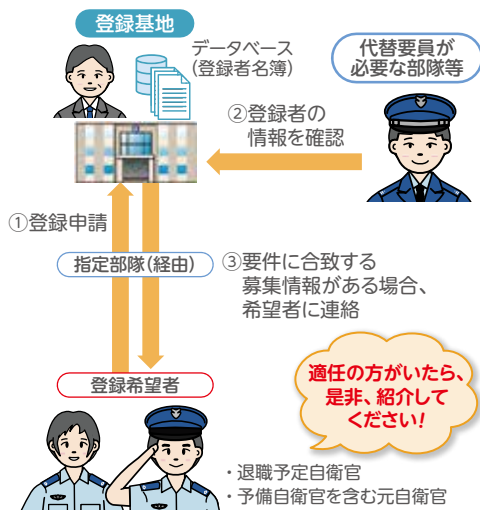 登録基地
データベース
(登録者名簿)
代替要員が
必要な部隊等
②登録者の
情報を確認
①登録申請
指定部隊(経由)
③要件に合致する
募集情報がある場合、
希望者に連絡
登録希望者
適任の方がいたら、
是非、紹介して
ください!
・退職予定自衛官
・予備自衛官を含む元自衛官